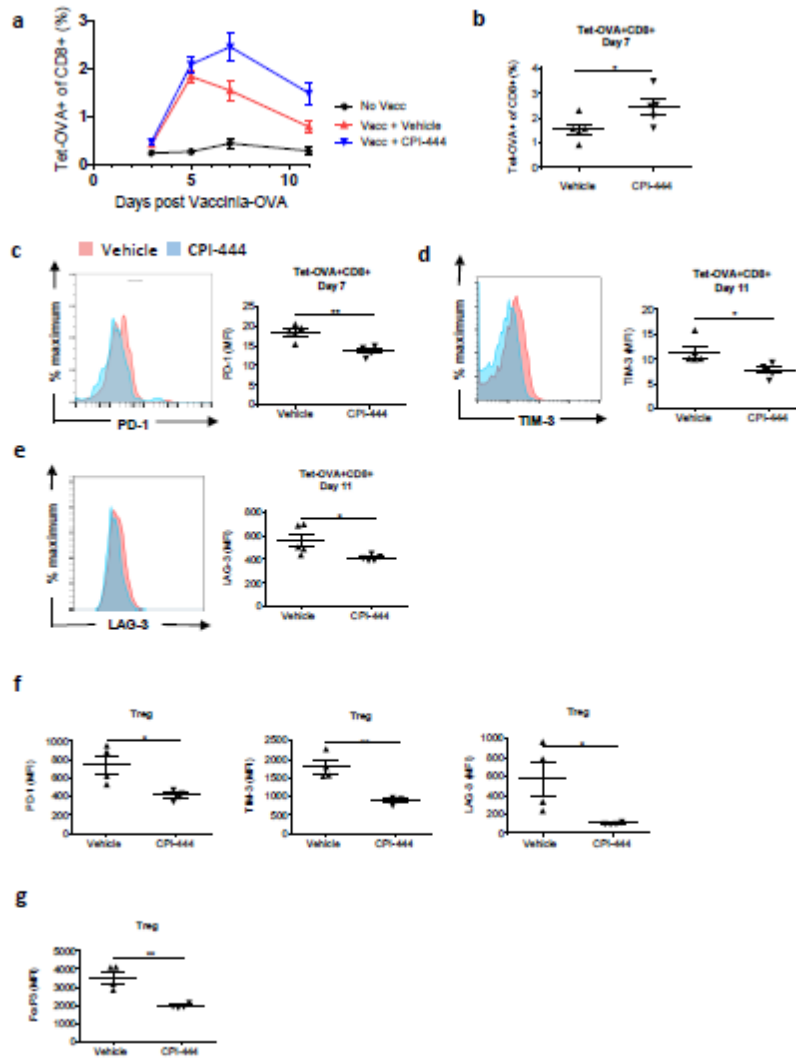 a
Tet-OVA+ of CD8+ (%)
3
2
1
0
0 5 10
Days post Vaccinia-OVA
No Vacc
Vacc + Vehicle
Vacc + CPI-444
b
Tet-OVA+CD8+
Day 7
*
Tet-OVA+ of CD8+ (%)
4
3
2
1
0
Vehicle CPI-444
c
Vehicle CPI-444
% maximum
PD-1
Tet-OVA+CD8+
Day 7
**
PD-1 (MFI)
25
20
15
10
5
0
Vehicle CPI-444
d
% maximum
TIM-3
Tet-OVA+CD8+
Day 11
*
TIM-3 (MFI)
15
10
5
0
Vehicle CPI-444
e
% maximum
LAG-3
Tet-OVA+CD8+
Day 11
*
LAG-3 (MFI)
800
600
400
200
0
Vehicle CPI-444
f
Treg
*
PD-1 (MFI)
1000
800
600
400
200
0
Vehicle CPI-444
Treg
TIM-3 (MFI)
2500
2000
1500
1000
500
0
Vehicle CPI-444
Treg
*
LAG-3 (MFI)
1000
800
600
400
200
0
Vehicle CPI-444
g
Treg
**
FoxP3 (MFI)
5000
4000
3000
2000
1000
0
Vehicle CPI-444